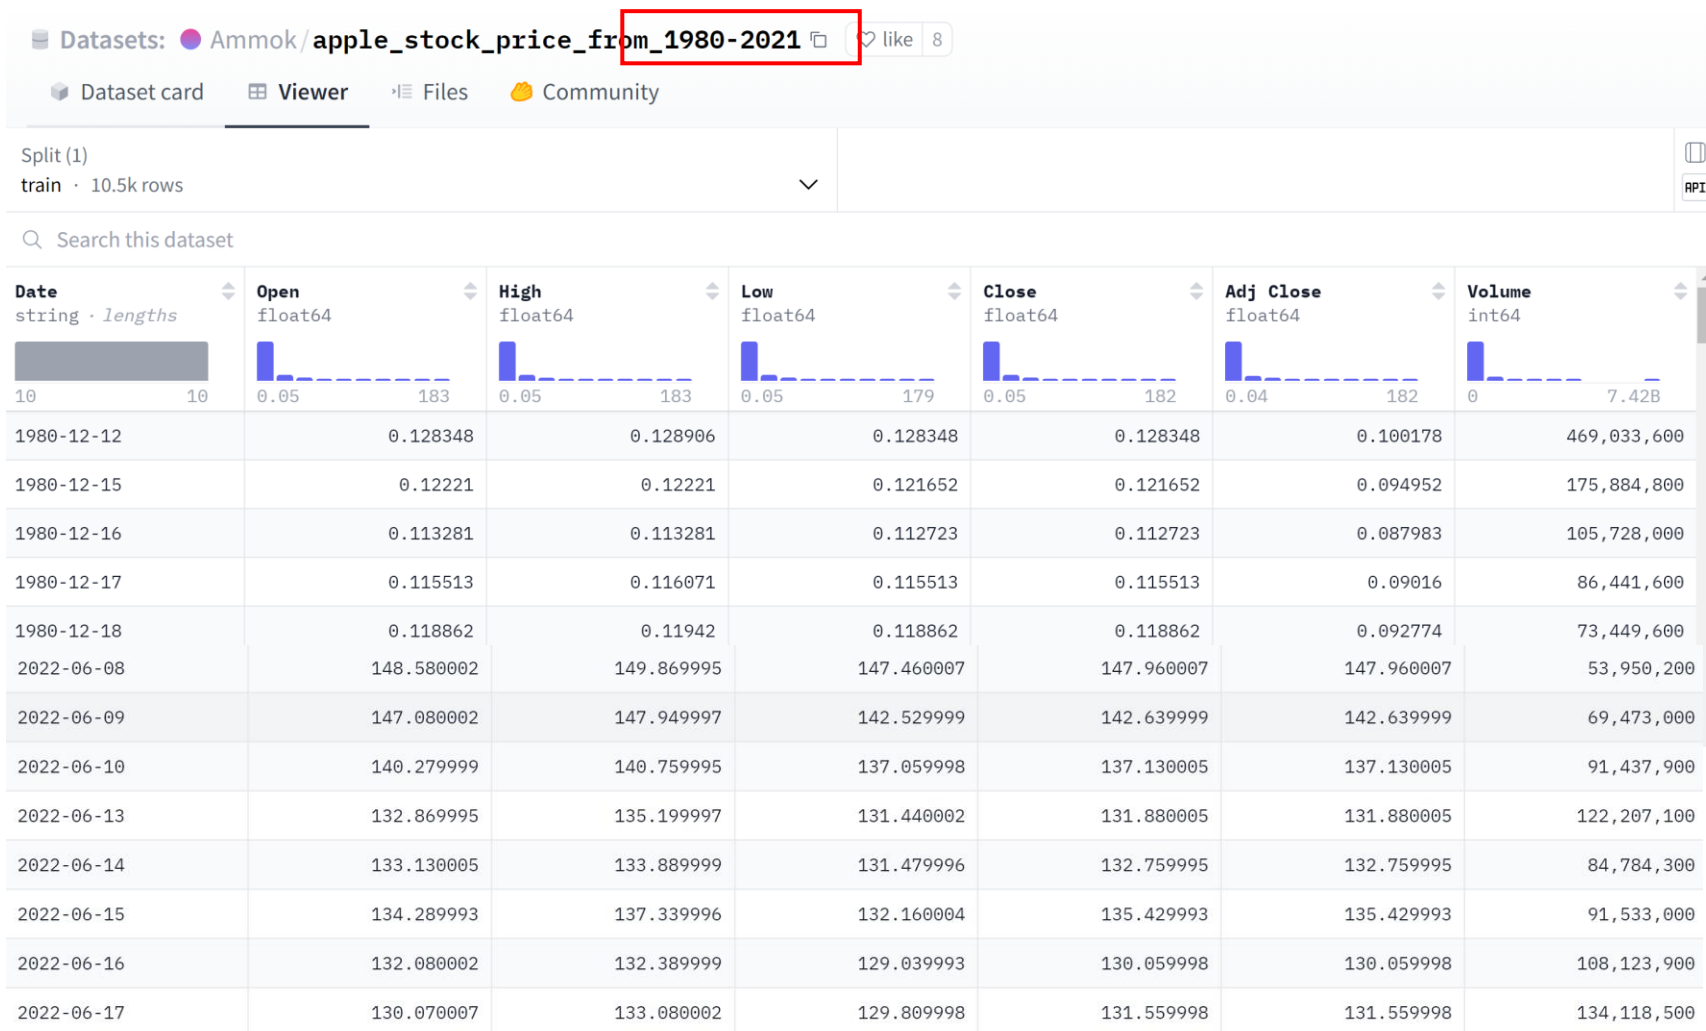 Datasets: Ammok/apple_stock_price_from_1980-2021 like 8
Dataset card Viewer Files Community
Split (1)
train · 10.5k rows
API
Search this dataset
Date Open High Low Close Adj Close Volume
string · lengths float64 float64 float64 float64 float64 int64
10 10 0.05 183 0.05 183 0.05 179 0.05 182 0.04 182 0 7.42B
1980-12-12 0.128348 0.128906 0.128348 0.128348 0.100178 469,033,600
1980-12-15 0.12221 0.12221 0.121652 0.121652 0.094952 175,884,800
1980-12-16 0.113281 0.113281 0.112723 0.112723 0.087983 105,728,000
1980-12-17 0.115513 0.116071 0.115513 0.115513 0.09016 86,441,600
1980-12-18 0.118862 0.11942 0.118862 0.118862 0.092774 73,449,600
2022-06-08 148.580002 149.869995 147.460007 147.960007 147.960007 53,950,200
2022-06-09 147.080002 147.949997 142.529999 142.639999 142.639999 69,473,000
2022-06-10 140.279999 140.759995 137.059998 137.130005 137.130005 91,437,900
2022-06-13 132.869995 135.199997 131.440002 131.880005 131.880005 122,207,100
2022-06-14 133.130005 133.889999 131.479996 132.759995 132.759995 84,784,300
2022-06-15 134.289993 137.339996 132.160004 135.429993 135.429993 91,533,000
2022-06-16 132.080002 132.389999 129.039993 130.059998 130.059998 108,123,900
2022-06-17 130.070007 133.080002 129.809998 131.559998 131.559998 134,118,500